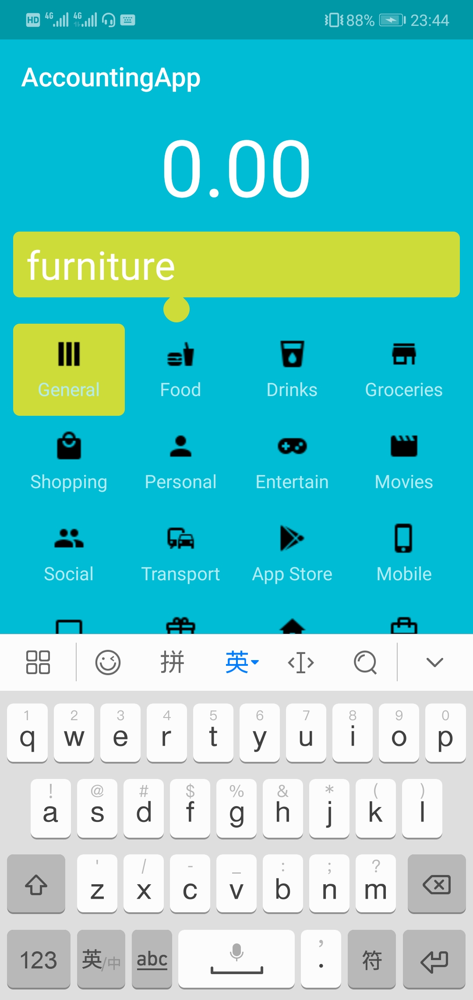 HD 4G 4G 88% 23:44
AccountingApp
0.00
furniture
General Food Drinks Groceries
Shopping Personal Entertain Movies
Social Transport App Store Mobile
拼 英
1 2 3 4 5 6 7 8 9 0
q w e r t y u i o p
! @ # $ % & * ( )
a s d f g h j k l
' / - _ : ; ?
z x c v b n m
123 英/中 abc , . 符